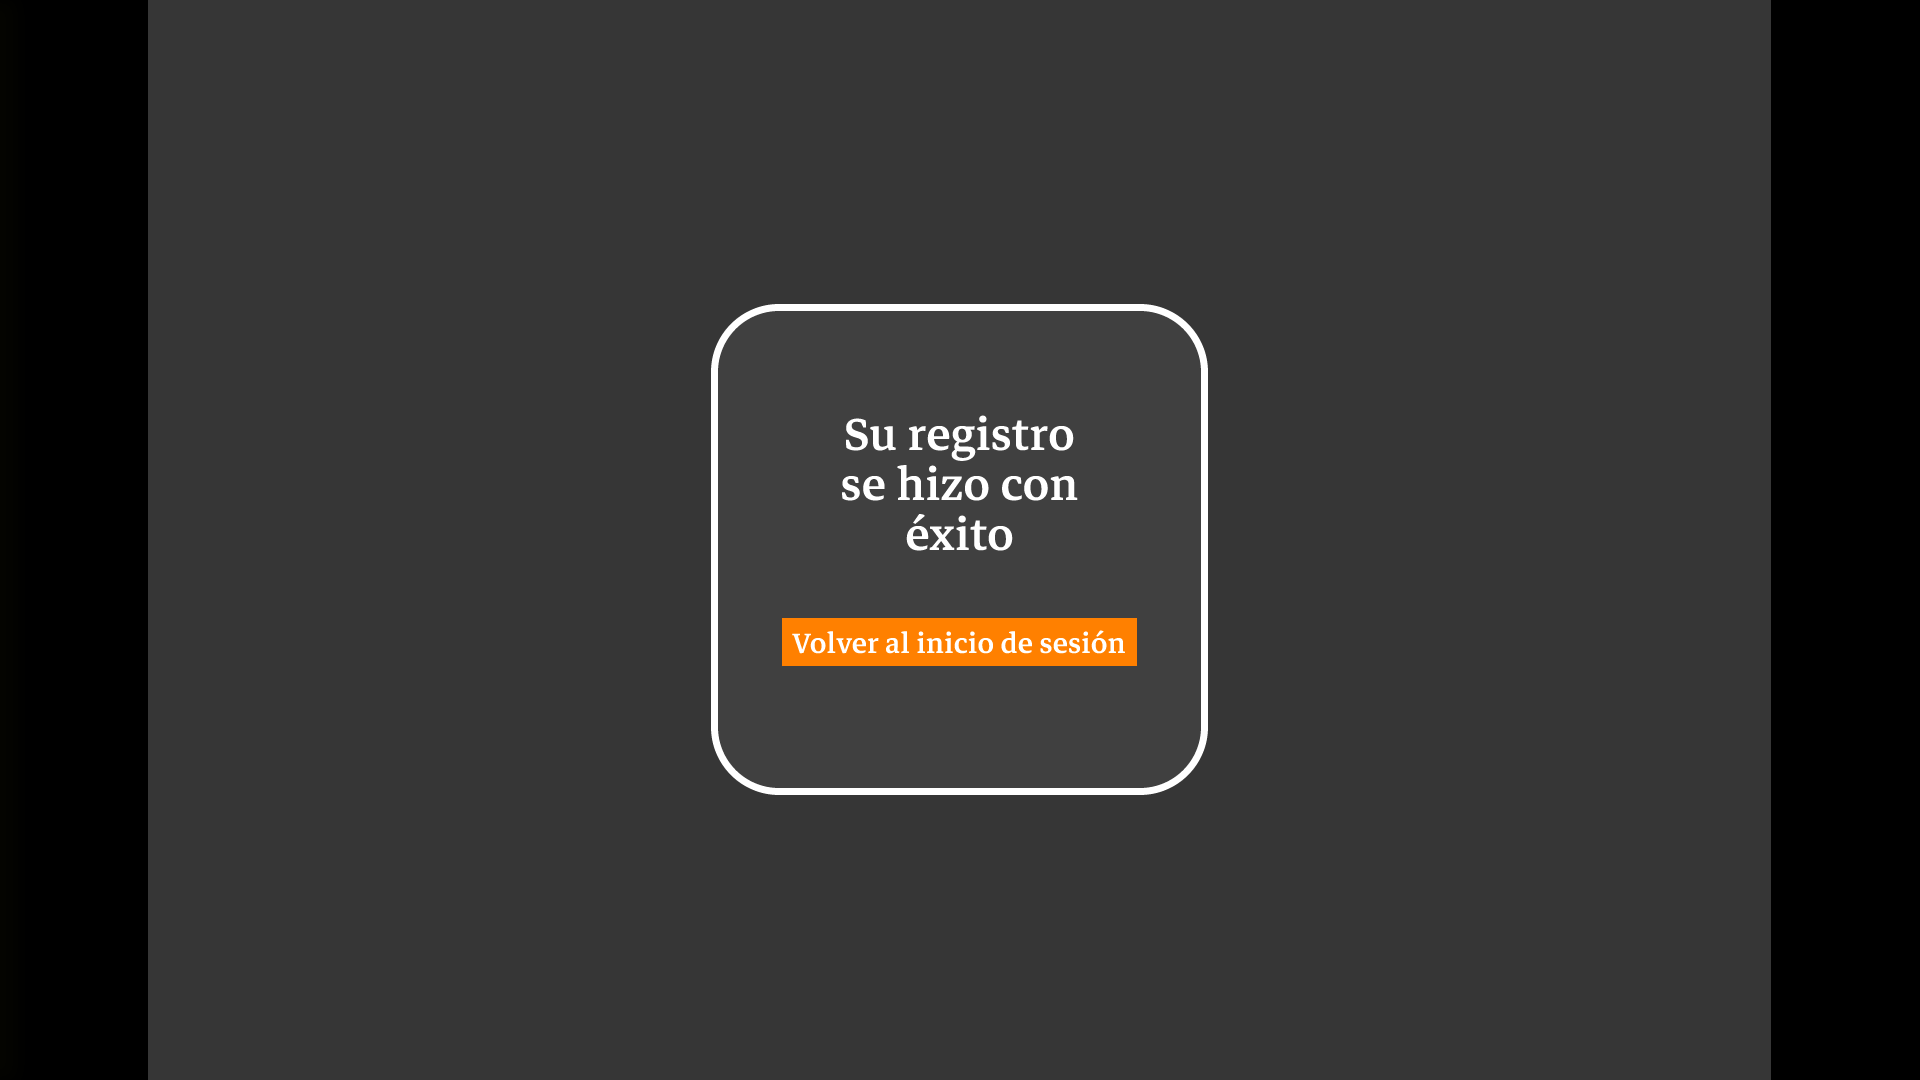 Su registro
se hizo con
éxito
Volver al inicio de sesión